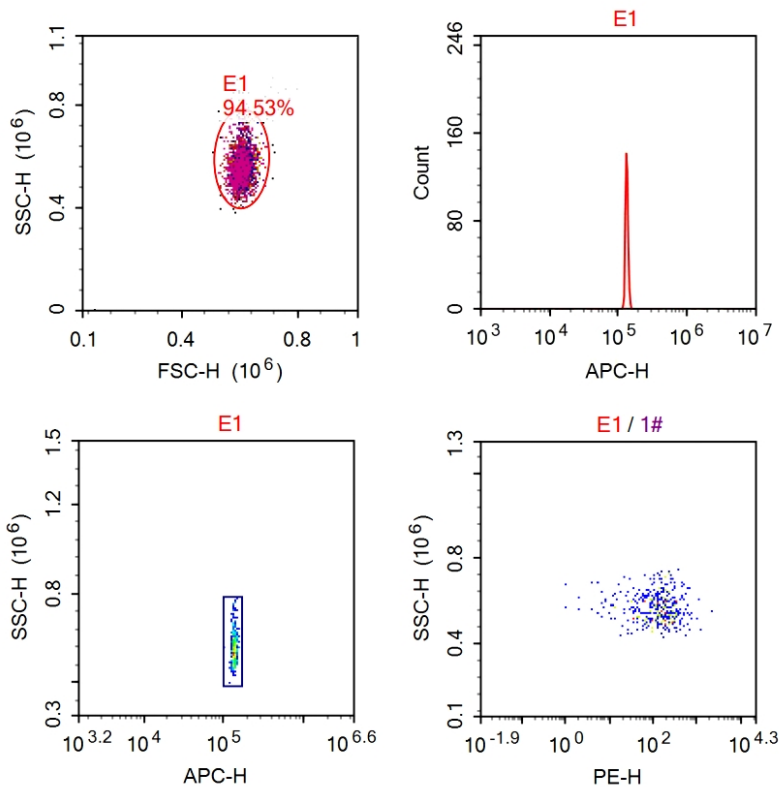 1.1
0.8
0.4
0
SSC-H (10^6)
E1
94.53%
0.1 0.4 0.8 1
FSC-H (10^6)
E1
246
160
80
0
Count
10^3 10^4 10^5 10^6 10^7
APC-H
E1
1.5
1.2
0.8
0.3
SSC-H (10^6)
10^3.2 10^4 10^5 10^6.6
APC-H
E1 / 1#
1.3
0.8
0.4
0.1
SSC-H (10^6)
10^-1.9 10^0 10^2 10^4.3
PE-H